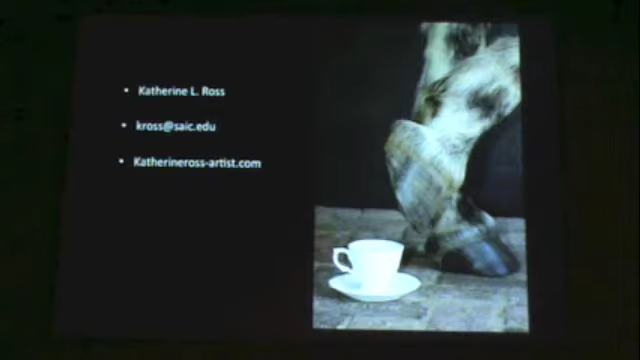 • Katherine L. Ross
• kross@saic.edu
• Katherineross-artist.com